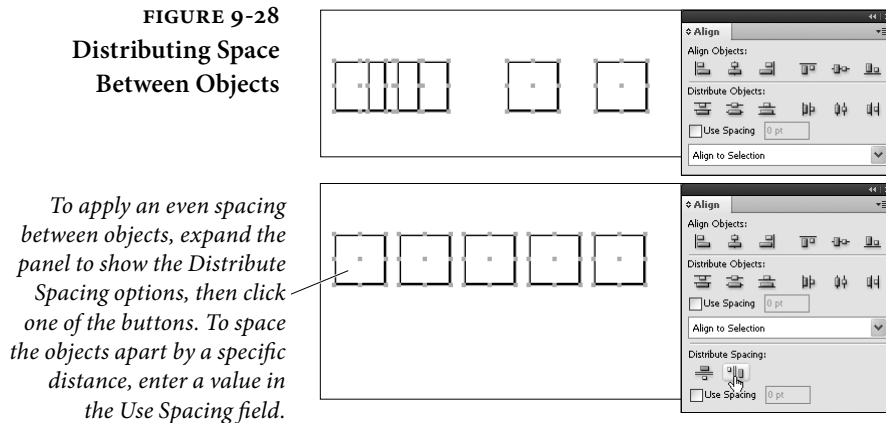 FIGURE 9-28
Distributing Space
Between Objects
Align
Align Objects:
Distribute Objects:
Use Spacing 0 pt
Align to Selection
To apply an even spacing
between objects, expand the
panel to show the Distribute
Spacing options, then click
one of the buttons. To space
the objects apart by a specific
distance, enter a value in
the Use Spacing field.
Align
Align Objects:
Distribute Objects:
Use Spacing 0 pt
Align to Selection
Distribute Spacing:
Use Spacing 0 pt